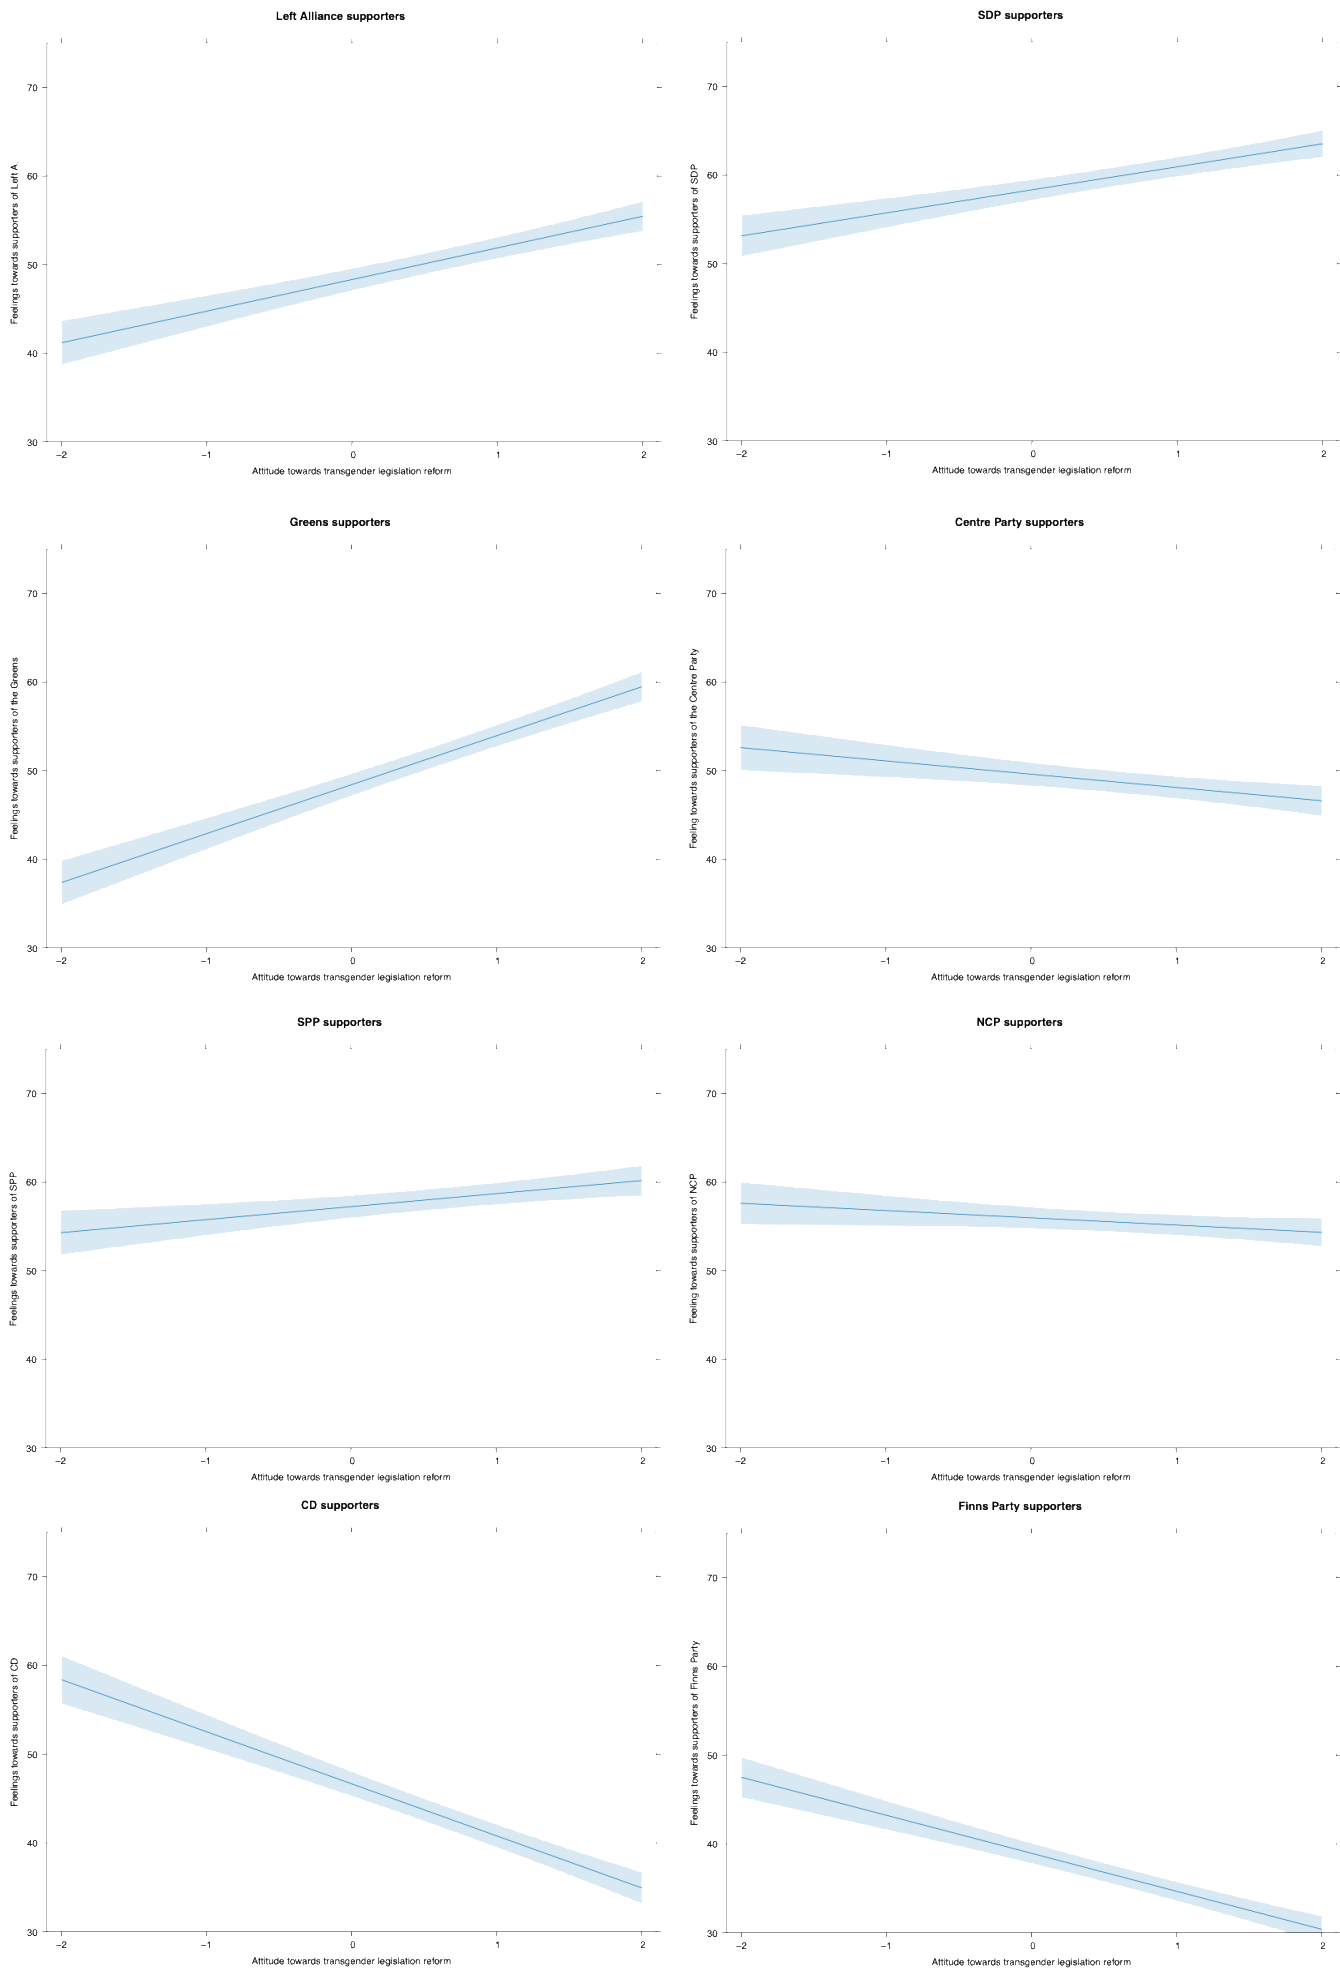 Left Alliance supporters
70
60
50
40
30
Feelings towards supporters of Left A.
−2 −1 0 1 2
Attitude towards transgender legislation reform
SDP supporters
70
60
50
40
30
Feelings towards supporters of SDP
−2 −1 0 1 2
Attitude towards transgender legislation reform
Greens supporters
70
60
50
40
30
Feelings towards supporters of the Greens
−2 −1 0 1 2
Attitude towards transgender legislation reform
Centre Party supporters
70
60
50
40
30
Feeling towards supporters of the Centre Party
−2 −1 0 1 2
Attitude towards transgender legislation reform
SPP supporters
70
60
50
40
30
Feelings towards supporters of SPP
−2 −1 0 1 2
Attitude towards transgender legislation reform
NCP supporters
70
60
50
40
30
Feeling towards supporters of NCP
−2 −1 0 1 2
Attitude towards transgender legislation reform
CD supporters
70
60
50
40
30
Feelings towards supporters of CD
−2 −1 0 1 2
Attitude towards transgender legislation reform
Finns Party supporters
70
60
50
40
30
Feelings towards supporters of Finns Party
−2 −1 0 1 2
Attitude towards transgender legislation reform